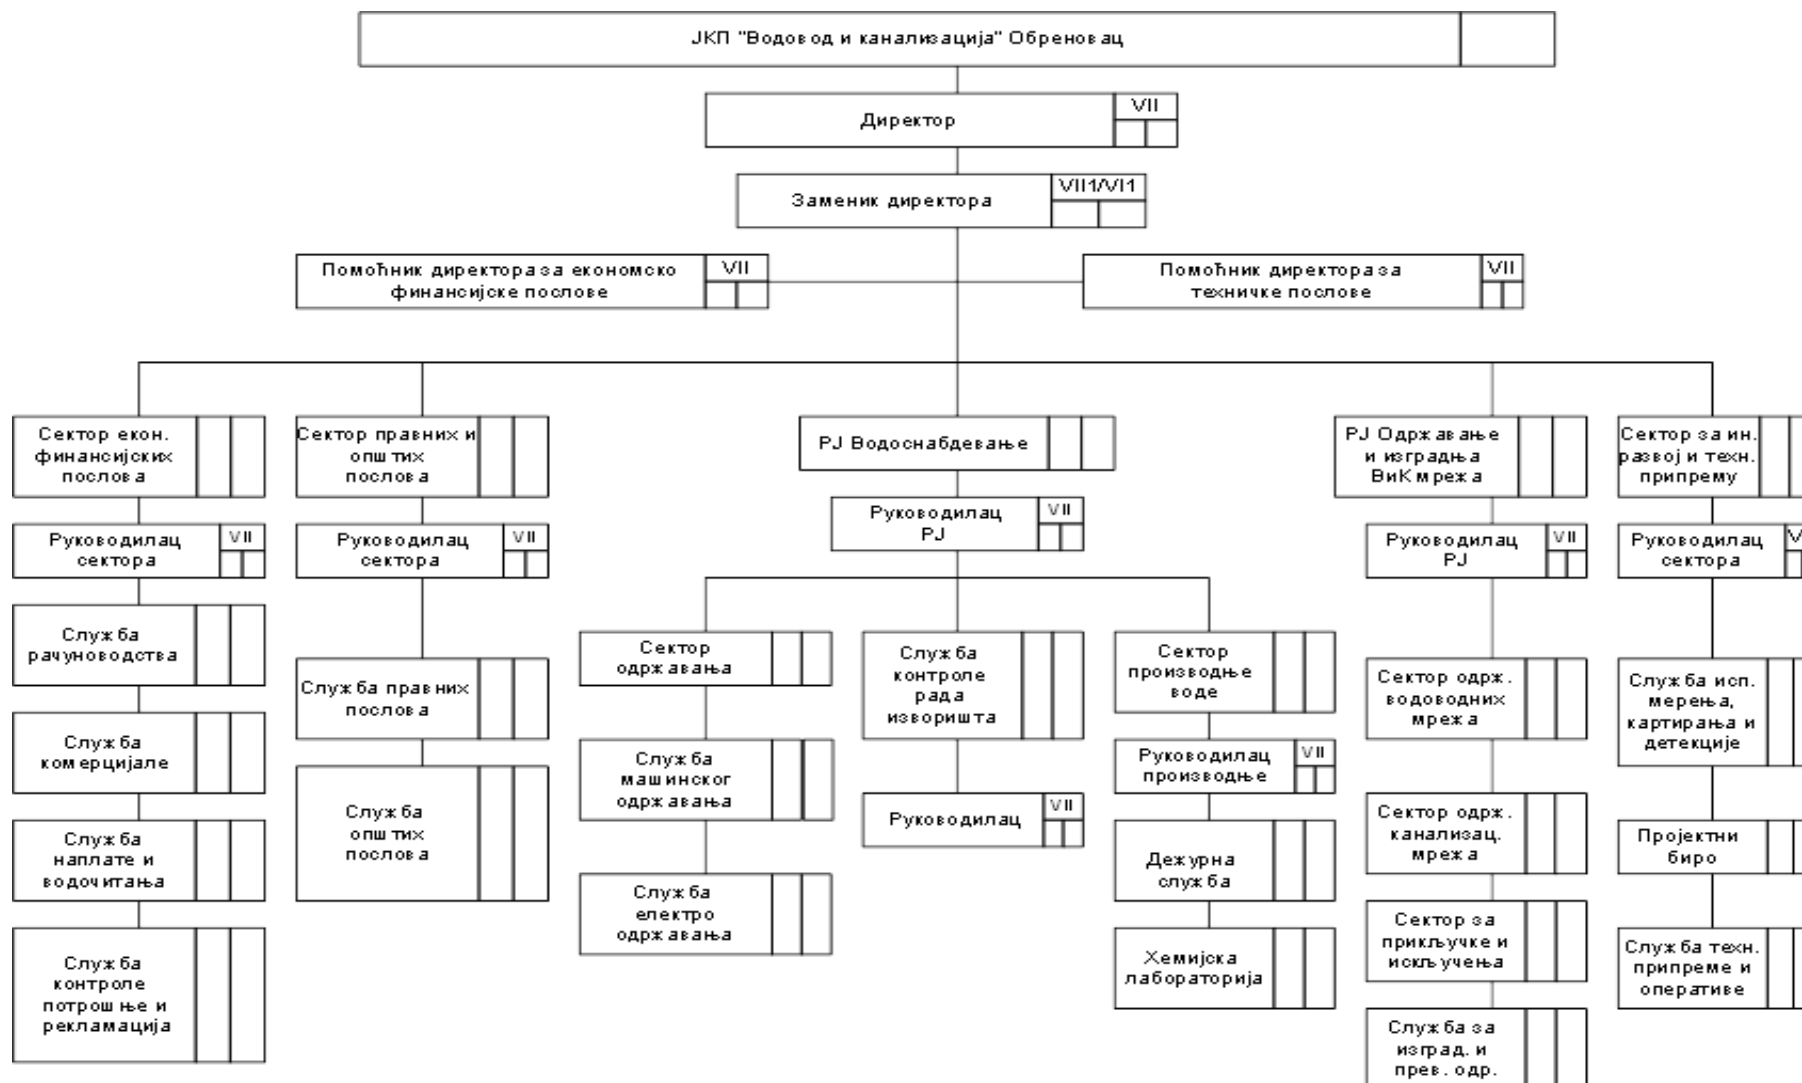 ЈКП "Водовод и канализација" Обреновац
Директор
VII
Заменик директора
VII1/VI1
Помоћник директора за економско
финансијске послове
VII
Помоћник директора за
техничке послове
VII
Сектор екон.
финансијских
послова
Руководилац
сектора
VII
Служба
рачуноводства
Служба
комерцијале
Служба
наплате и
водочитања
Служба
контроле
потрошње и
рекламација
Сектор правних и
општих
послова
Руководилац
сектора
VII
Служба правних
послова
Служба
општих
послова
РЈ Водоснабдевање
Руководилац
РЈ
VII
Сектор
одржавања
Служба
машинског
одржавања
Служба
електро
одржавања
Служба
контроле
рада
изворишта
Руководилац
VII
Сектор
производње
воде
Руководилац
производње
VII
Дежурна
служба
Хемијска
лабораторија
РЈ Одржавање
и изградња
ВиК мрежа
Руководилац
РЈ
VII
Сектор одрж.
водоводних
мрежа
Сектор одрж.
канализац.
мрежа
Сектор за
прикључке и
искључења
Служба за
изград. и
прев. одр.
Сектор за ин.
развој и техн.
припрему
Руководилац
сектора
Служба исп.
мерења,
картирања и
детекције
Пројектни
биро
Служба техн.
припреме и
оперативе